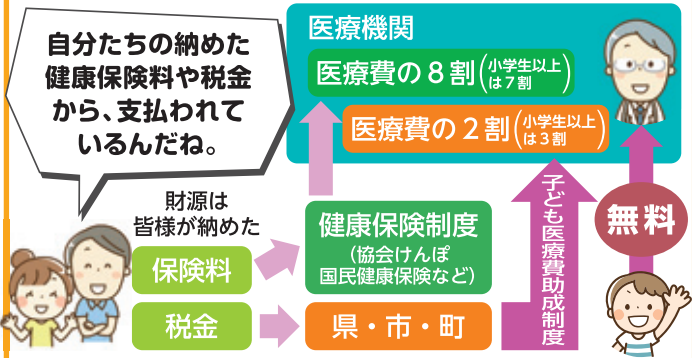 自分たちの納めた
健康保険料や税金
から、支払われて
いるんだね。
医療機関
医療費の8割(小学生以上
は7割)
医療費の2割(小学生以上
は3割)
財源は
皆様が納めた
保険料
健康保険制度
(協会けんぽ
国民健康保険など)
税金
県・市・町
子ども医療費助成制度
無料